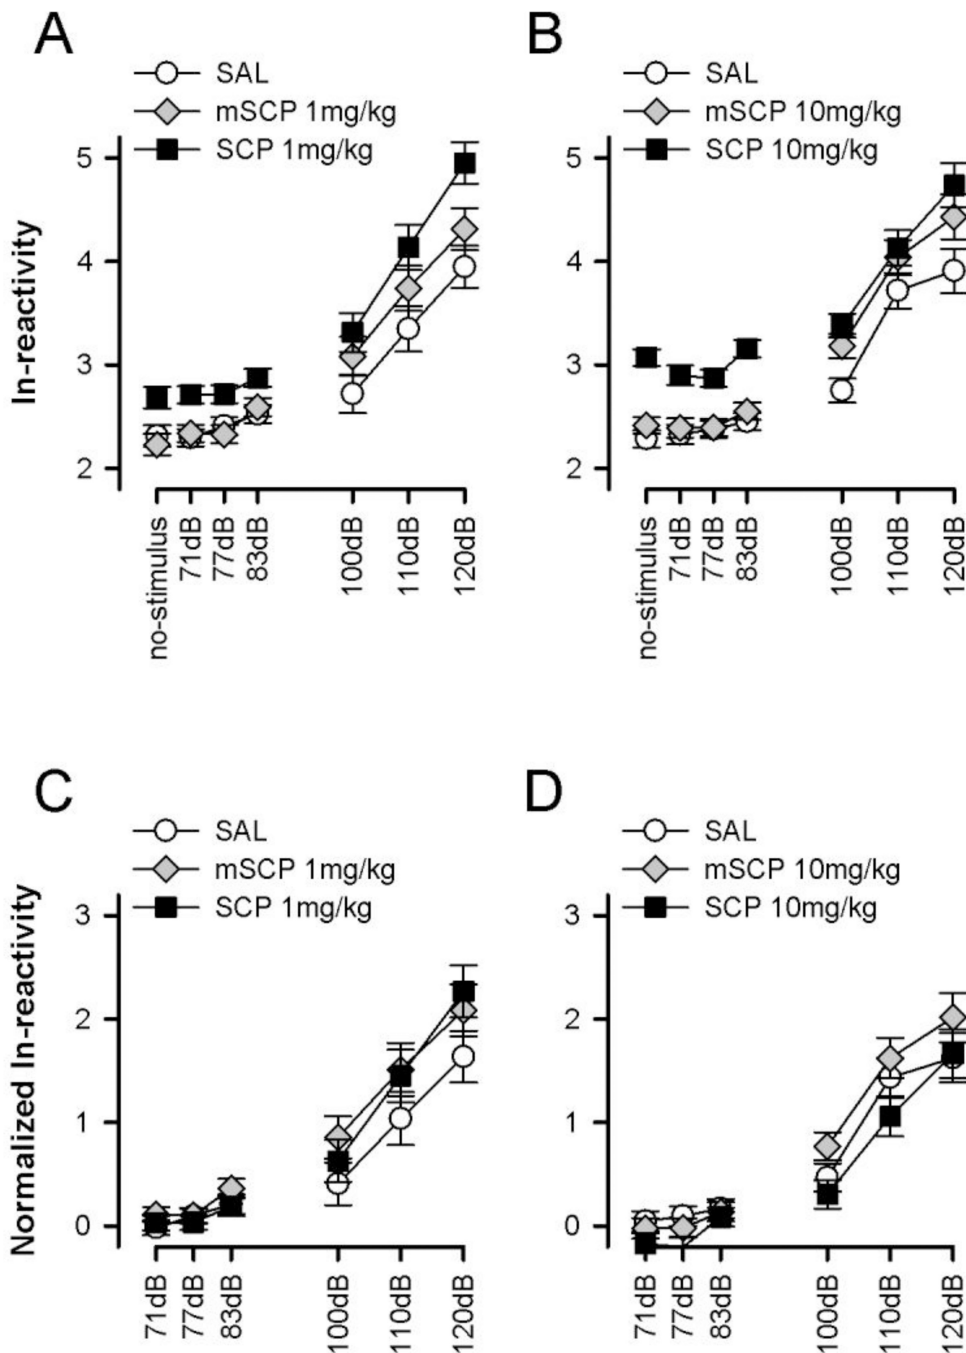 A
SAL
mSCP 1mg/kg
SCP 1mg/kg
ln-reactivity
5
4
3
2
no-stimulus
71dB
77dB
83dB
100dB
110dB
120dB
B
SAL
mSCP 10mg/kg
SCP 10mg/kg
5
4
3
2
no-stimulus
71dB
77dB
83dB
100dB
110dB
120dB
C
SAL
mSCP 1mg/kg
SCP 1mg/kg
Normalized ln-reactivity
3
2
1
0
71dB
77dB
83dB
100dB
110dB
120dB
D
SAL
mSCP 10mg/kg
SCP 10mg/kg
3
2
1
0
71dB
77dB
83dB
100dB
110dB
120dB